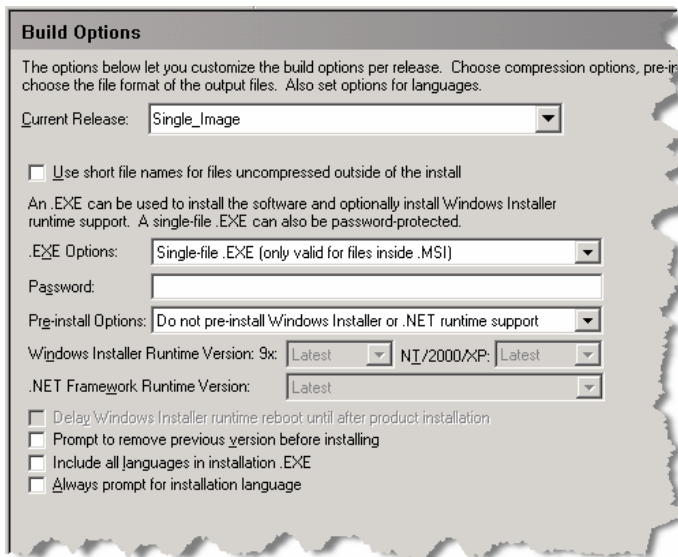 Build Options
The options below let you customize the build options per release. Choose compression options, pre-in
choose the file format of the output files. Also set options for languages.
Current Release: Single_Image
Use short file names for files uncompressed outside of the install
An .EXE can be used to install the software and optionally install Windows Installer
runtime support. A single-file .EXE can also be password-protected.
.EXE Options: Single-file .EXE (only valid for files inside .MSI)
Password:
Pre-install Options: Do not pre-install Windows Installer or .NET runtime support
Windows Installer Runtime Version: 9x: Latest NT/2000/XP: Latest
.NET Framework Runtime Version: Latest
Delay Windows Installer runtime reboot until after product installation
Prompt to remove previous version before installing
Include all languages in installation .EXE
Always prompt for installation language